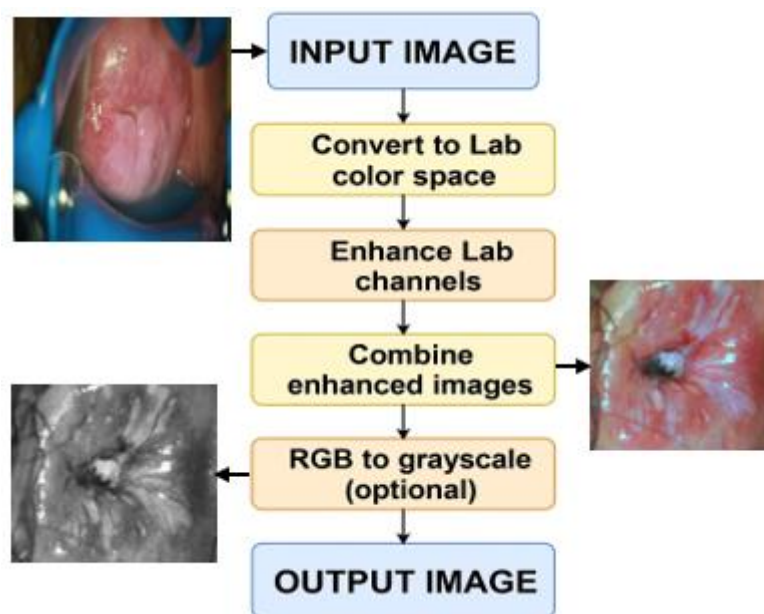 INPUT IMAGE
Convert to Lab
color space
Enhance Lab
channels
Combine
enhanced images
RGB to grayscale
(optional)
OUTPUT IMAGE